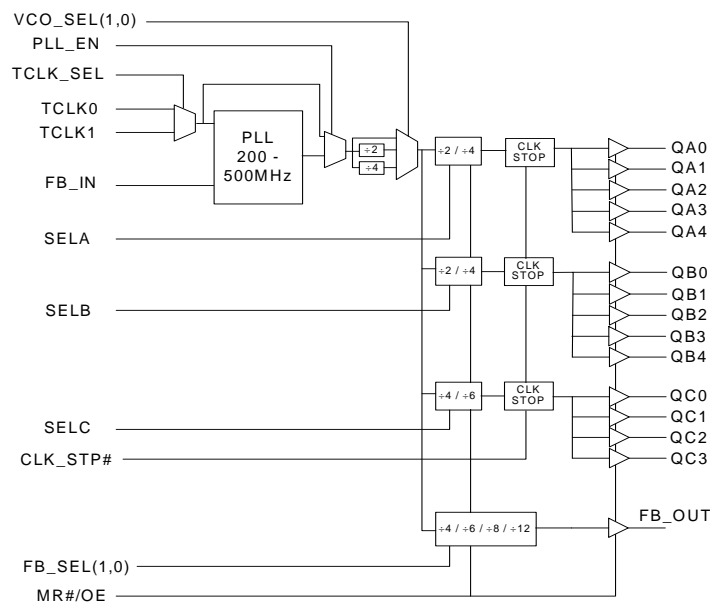 VCO_SEL(1,0)
PLL_EN
TCLK_SEL
TCLK0
TCLK1
FB_IN
PLL
200 -
500MHz
÷2
÷4
SELA
SELB
SELC
CLK_STP#
FB_SEL(1,0)
MR#/OE
÷2 / ÷4
CLK
STOP
QA0
QA1
QA2
QA3
QA4
÷2 / ÷4
CLK
STOP
QB0
QB1
QB2
QB3
QB4
÷4 / ÷6
CLK
STOP
QC0
QC1
QC2
QC3
÷4 / ÷6 / ÷8 / ÷12
FB_OUT